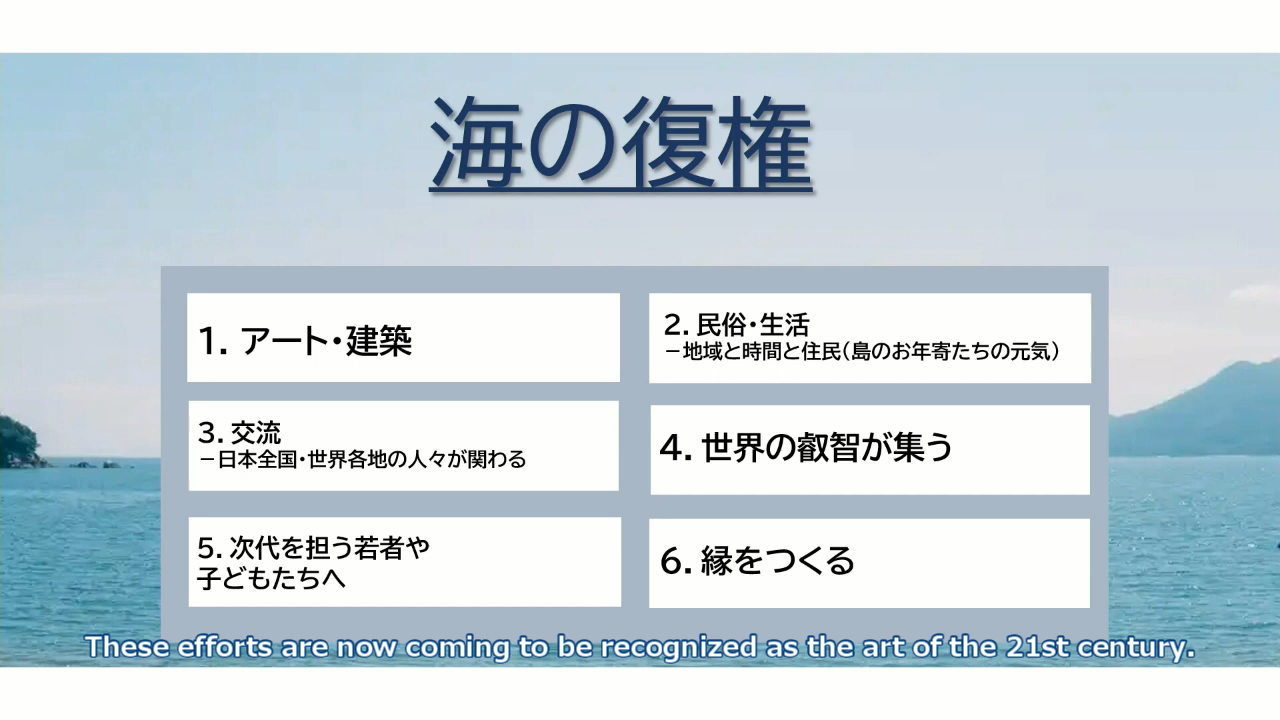 海の復権
1. アート・建築
2. 民俗・生活
－地域と時間と住民（島のお年寄たちの元気）
3. 交流
－日本全国・世界各地の人々が関わる
4. 世界の叡智が集う
5. 次代を担う若者や
子どもたちへ
6. 縁をつくる
These efforts are now coming to be recognized as the art of the 21st century.